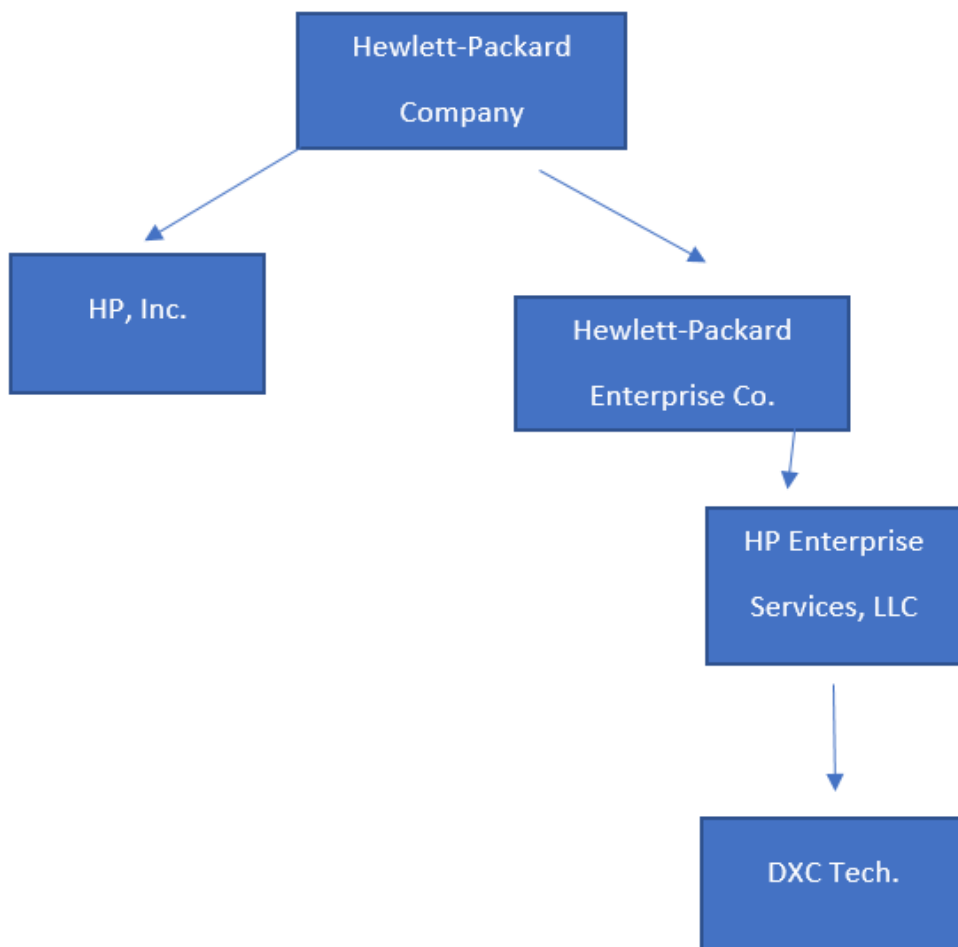 Hewlett-Packard
Company
HP, Inc.
Hewlett-Packard
Enterprise Co.
HP Enterprise
Services, LLC
DXC Tech.